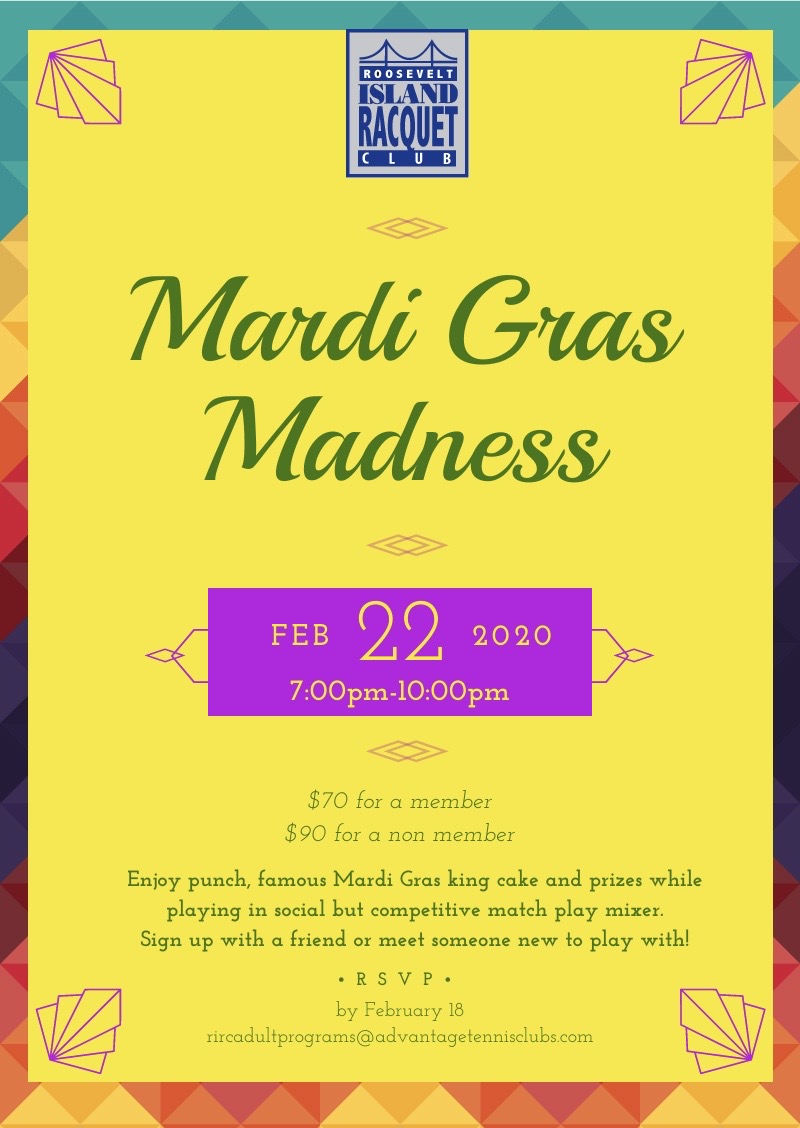 ROOSEVELT
ISLAND
RACQUET
CLUB
Mardi Gras
Madness
FEB 22 2020
7:00pm-10:00pm
$70 for a member
$90 for a non member
Enjoy punch, famous Mardi Gras king cake and prizes while
playing in social but competitive match play mixer.
Sign up with a friend or meet someone new to play with!
• R S V P •
by February 18
rircadultprograms@advantagetennisclubs.com